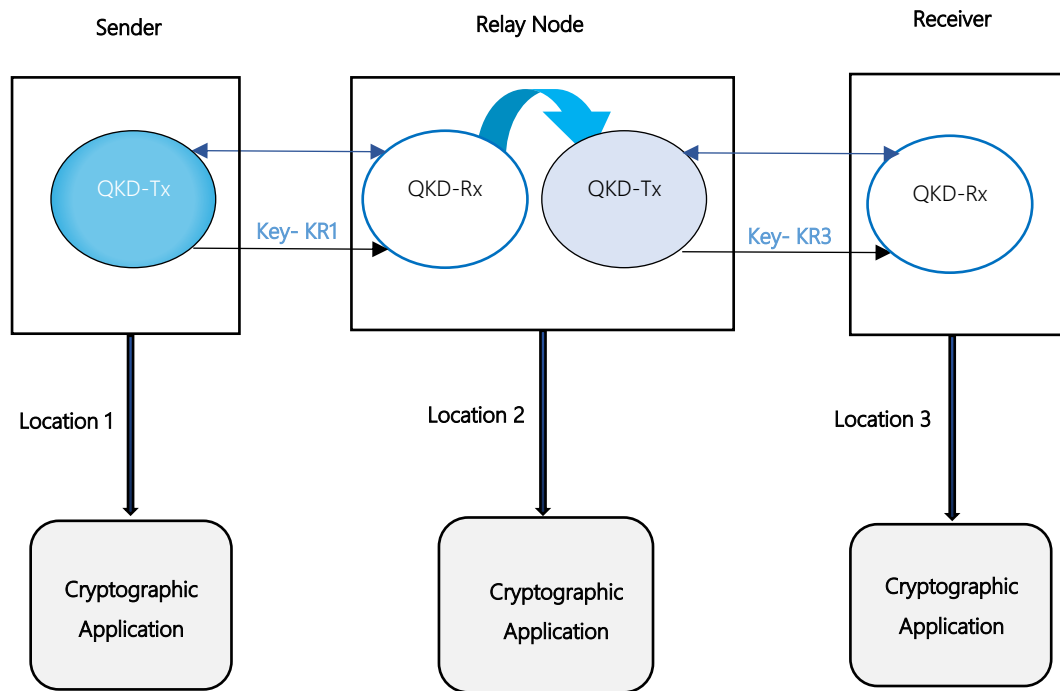 Sender
Relay Node
Receiver
QKD-Tx
QKD-Rx
QKD-Tx
QKD-Rx
Key- KR1
Key- KR3
Location 1
Location 2
Location 3
Cryptographic
Application
Cryptographic
Application
Cryptographic
Application